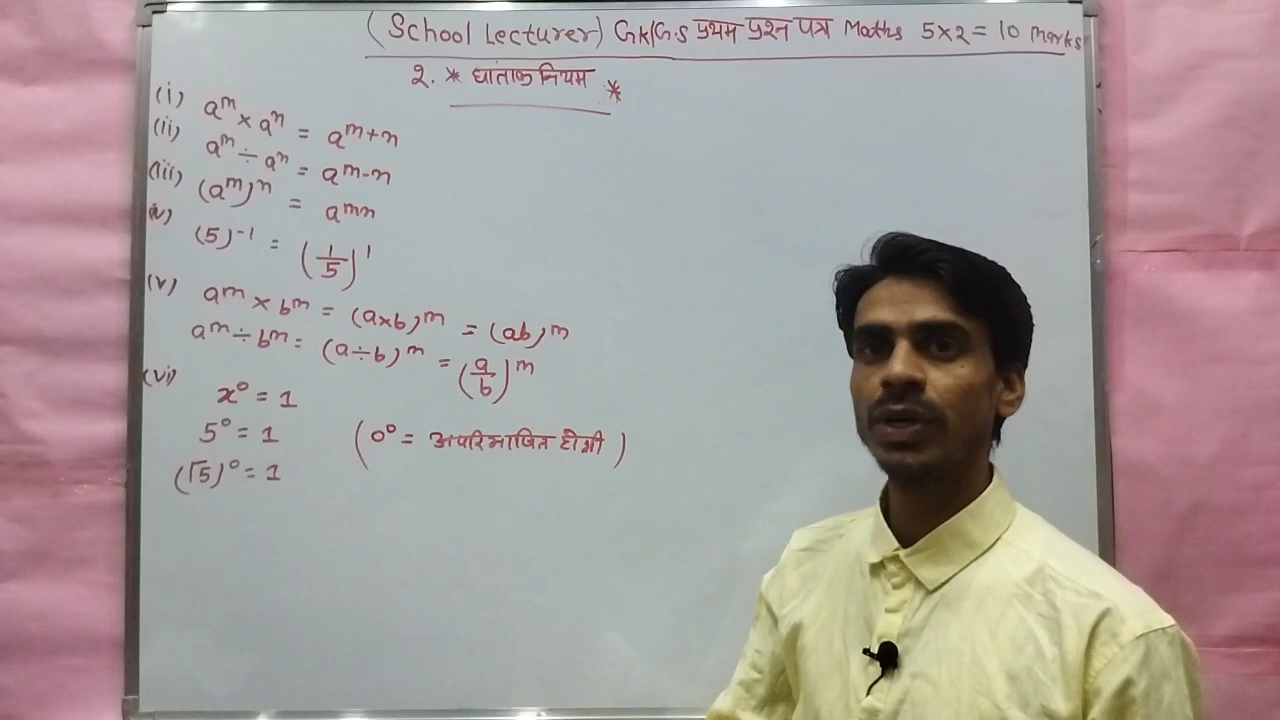 (School Lecturer) GK/G.S प्रथम प्रश्न पत्र Maths 5×2 = 10 Marks
2. * घातांक नियम *
(i) aᵐ × aⁿ = aᵐ⁺ⁿ
(ii) aᵐ ÷ aⁿ = aᵐ⁻ⁿ
(iii) (aᵐ)ⁿ = aᵐⁿ
iv) (5)⁻¹ = (1/5)¹
(v) aᵐ × bᵐ = (a×b)ᵐ = (ab)ᵐ
aᵐ ÷ bᵐ = (a÷b)ᵐ = (a/b)ᵐ
(vi)
x⁰ = 1
5⁰ = 1 (0⁰ = अपरिभाषित होगी)
(√5)⁰ = 1